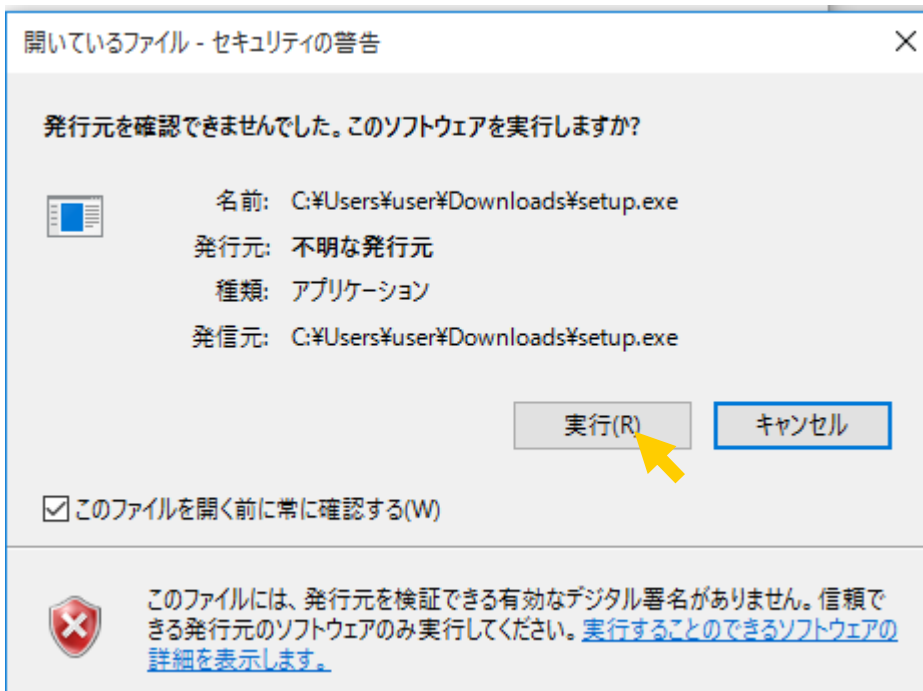 開いているファイル - セキュリティの警告
発行元を確認できませんでした。このソフトウェアを実行しますか?
名前: C:¥Users¥user¥Downloads¥setup.exe
発行元: 不明な発行元
種類: アプリケーション
発信元: C:¥Users¥user¥Downloads¥setup.exe
実行(R) キャンセル
このファイルを開く前に常に確認する(W)
このファイルには、発行元を検証できる有効なデジタル署名がありません。信頼で
きる発行元のソフトウェアのみ実行してください。実行することのできるソフトウェアの
詳細を表示します。